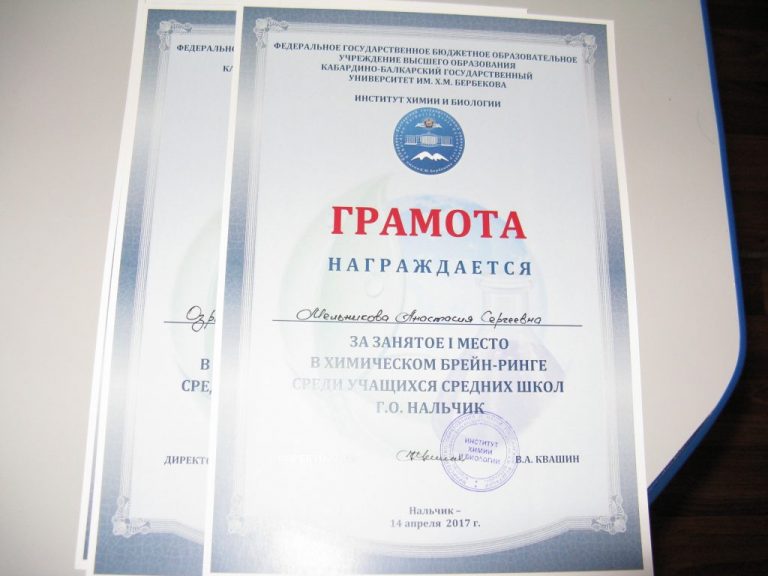 ФЕДЕРАЛЬНОЕ ГОСУДАРСТВЕННОЕ БЮДЖЕТНОЕ ОБРАЗОВАТЕЛЬНОЕ
УЧРЕЖДЕНИЕ ВЫСШЕГО ОБРАЗОВАНИЯ
КАБАРДИНО-БАЛКАРСКИЙ ГОСУДАРСТВЕННЫЙ
УНИВЕРСИТЕТ ИМ. Х.М. БЕРБЕКОВА
ИНСТИТУТ ХИМИИ И БИОЛОГИИ
ГРАМОТА
НАГРАЖДАЕТСЯ
Мельникова Анастасия Сергеевна
ЗА ЗАНЯТОЕ I МЕСТО
В ХИМИЧЕСКОМ БРЕЙН-РИНГЕ
СРЕДИ УЧАЩИХСЯ СРЕДНИХ ШКОЛ
Г.О. НАЛЬЧИК
ИНСТИТУТ
ХИМИИ
И БИОЛОГИИ
В.А. КВАШИН
Нальчик –
14 апреля 2017 г.